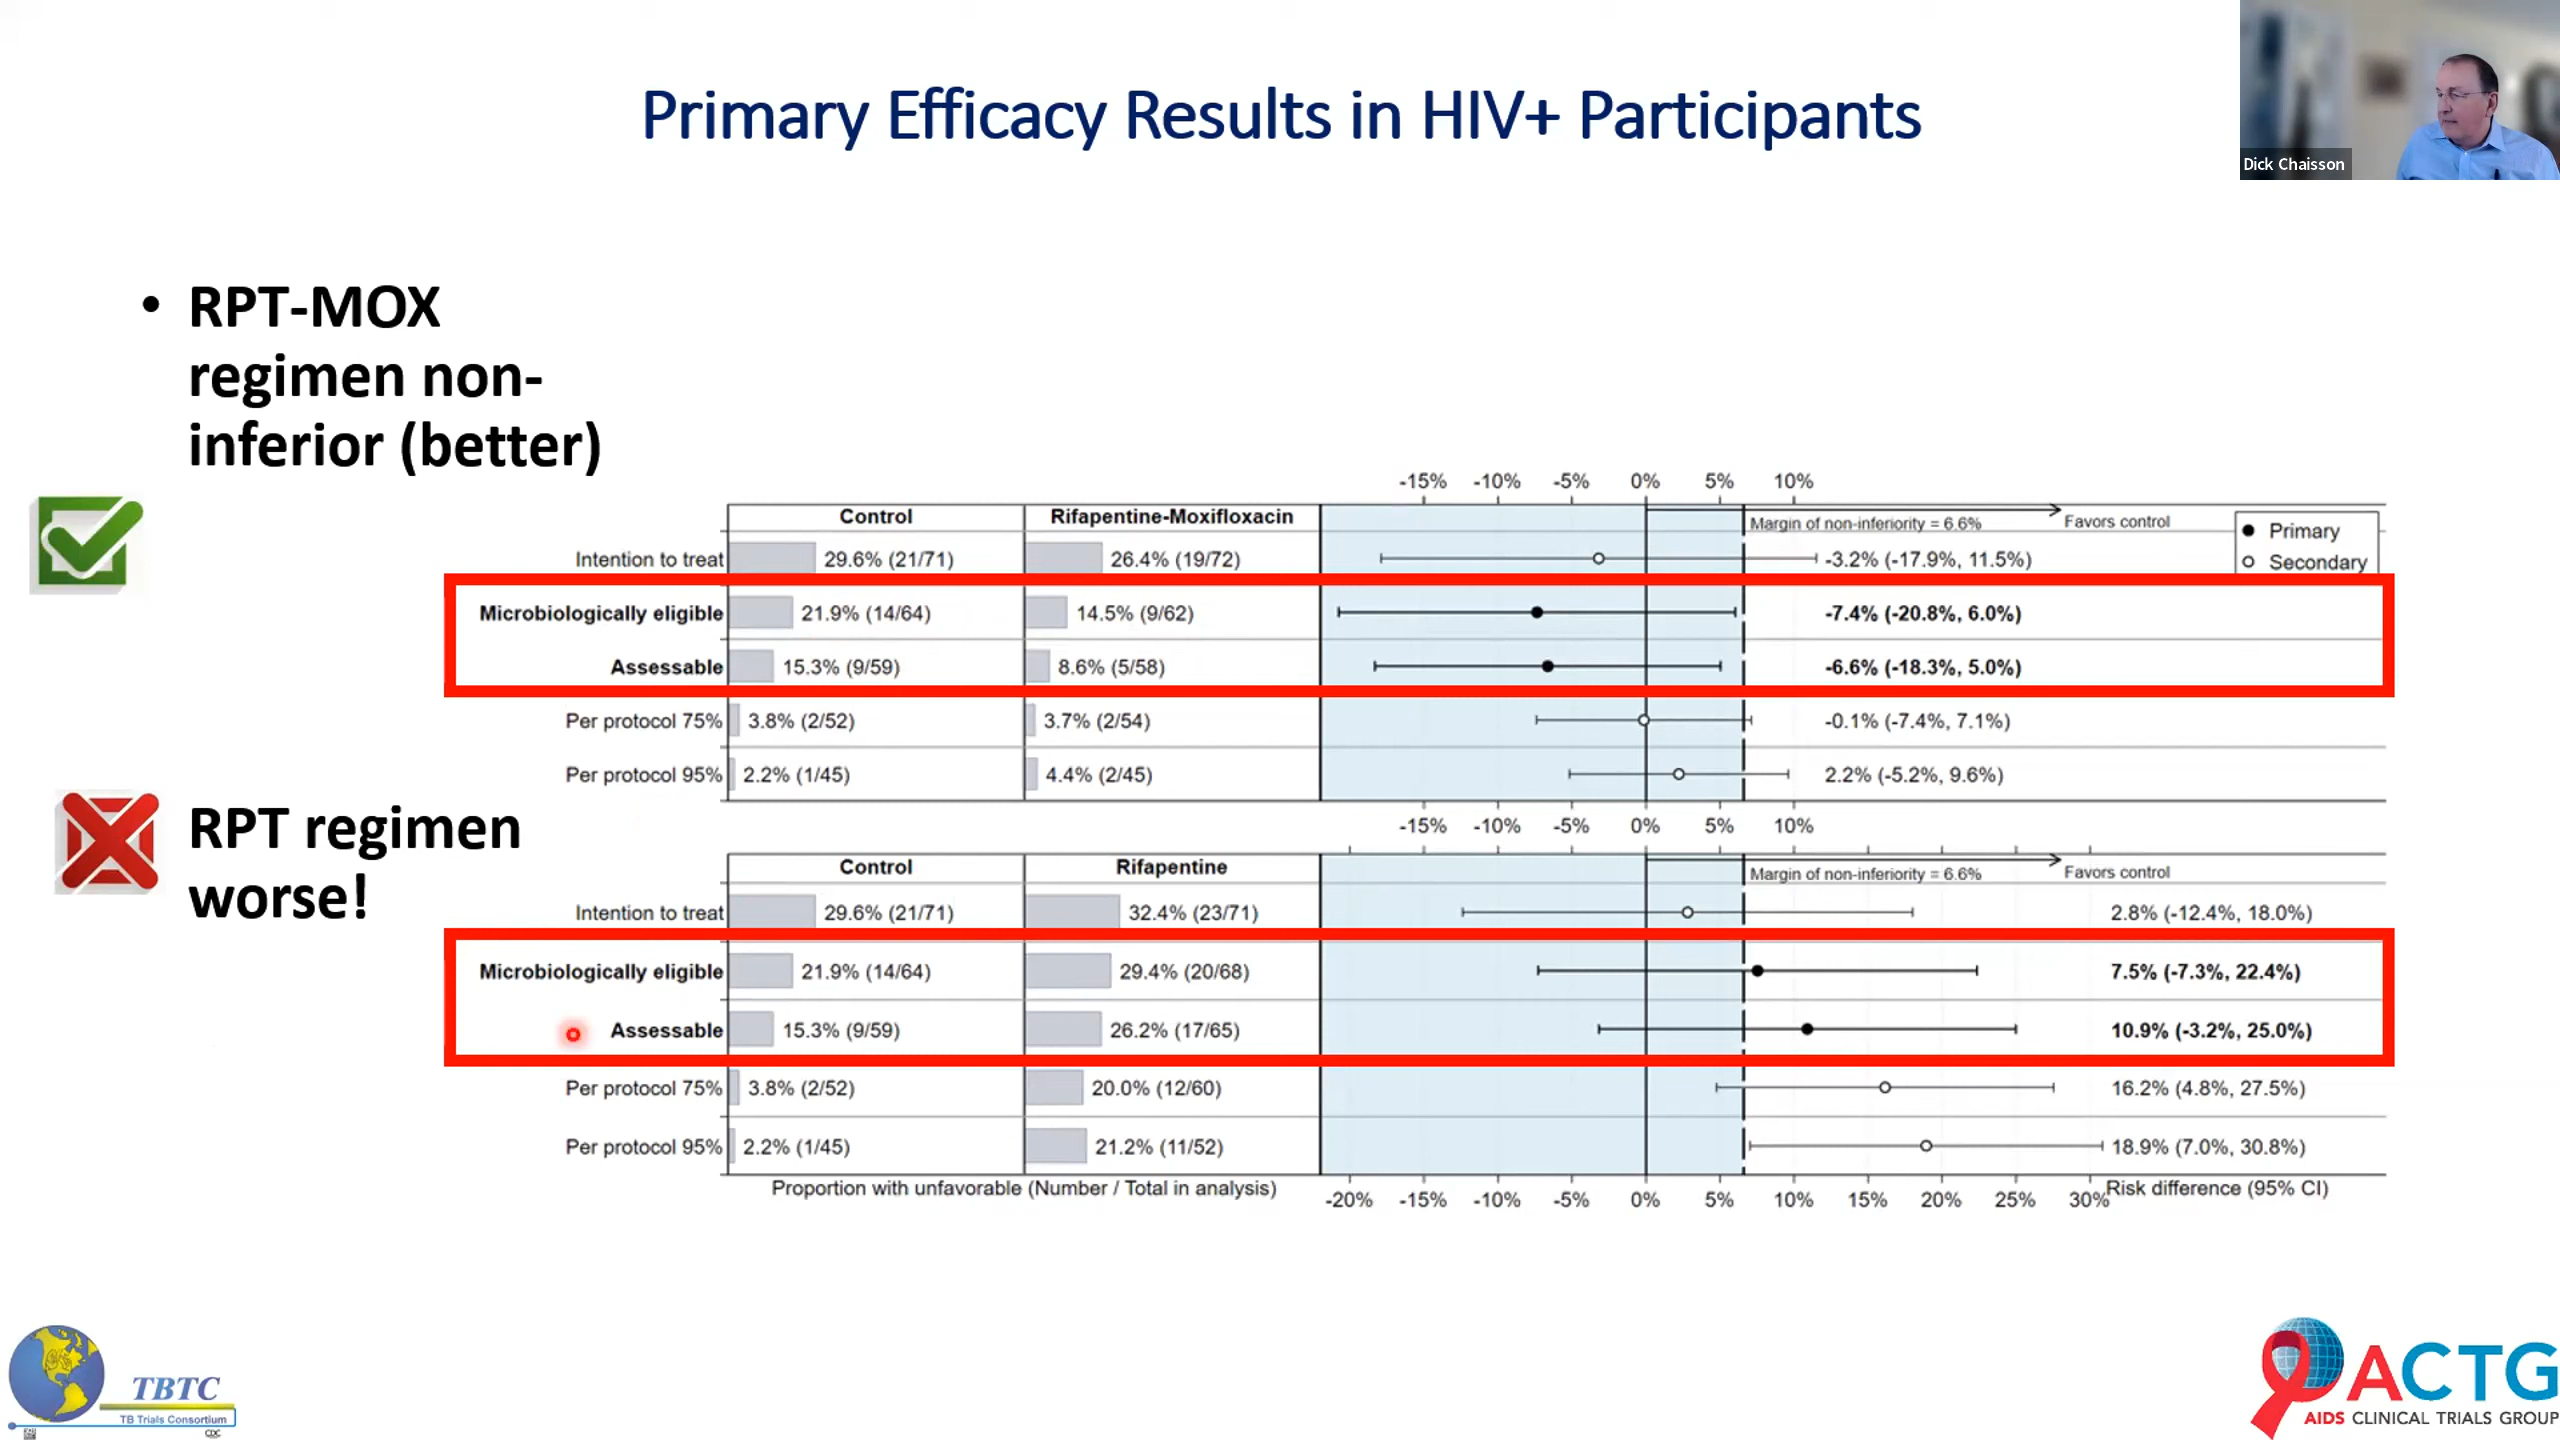 Primary Efficacy Results in HIV+ Participants
Dick Chaisson
• RPT-MOX
regimen non-
inferior (better)
-15% -10% -5% 0% 5% 10%
Control Rifapentine-Moxifloxacin Margin of non-inferiority = 6.6% Favors control
Primary
Secondary
Intention to treat 29.6% (21/71) 26.4% (19/72) -3.2% (-17.9%, 11.5%)
Microbiologically eligible 21.9% (14/64) 14.5% (9/62) -7.4% (-20.8%, 6.0%)
Assessable 15.3% (9/59) 8.6% (5/58) -6.6% (-18.3%, 5.0%)
Per protocol 75% 3.8% (2/52) 3.7% (2/54) -0.1% (-7.4%, 7.1%)
Per protocol 95% 2.2% (1/45) 4.4% (2/45) 2.2% (-5.2%, 9.6%)
RPT regimen
worse!
-15% -10% -5% 0% 5% 10%
Control Rifapentine Margin of non-inferiority = 6.6% Favors control
Intention to treat 29.6% (21/71) 32.4% (23/71) 2.8% (-12.4%, 18.0%)
Microbiologically eligible 21.9% (14/64) 29.4% (20/68) 7.5% (-7.3%, 22.4%)
Assessable 15.3% (9/59) 26.2% (17/65) 10.9% (-3.2%, 25.0%)
Per protocol 75% 3.8% (2/52) 20.0% (12/60) 16.2% (4.8%, 27.5%)
Per protocol 95% 2.2% (1/45) 21.2% (11/52) 18.9% (7.0%, 30.8%)
Proportion with unfavorable (Number / Total in analysis) Risk difference (95% CI)
-20% -15% -10% -5% 0% 5% 10% 15% 20% 25% 30%
TBTC
TB Trials Consortium
CDC
ACTG
AIDS CLINICAL TRIALS GROUP